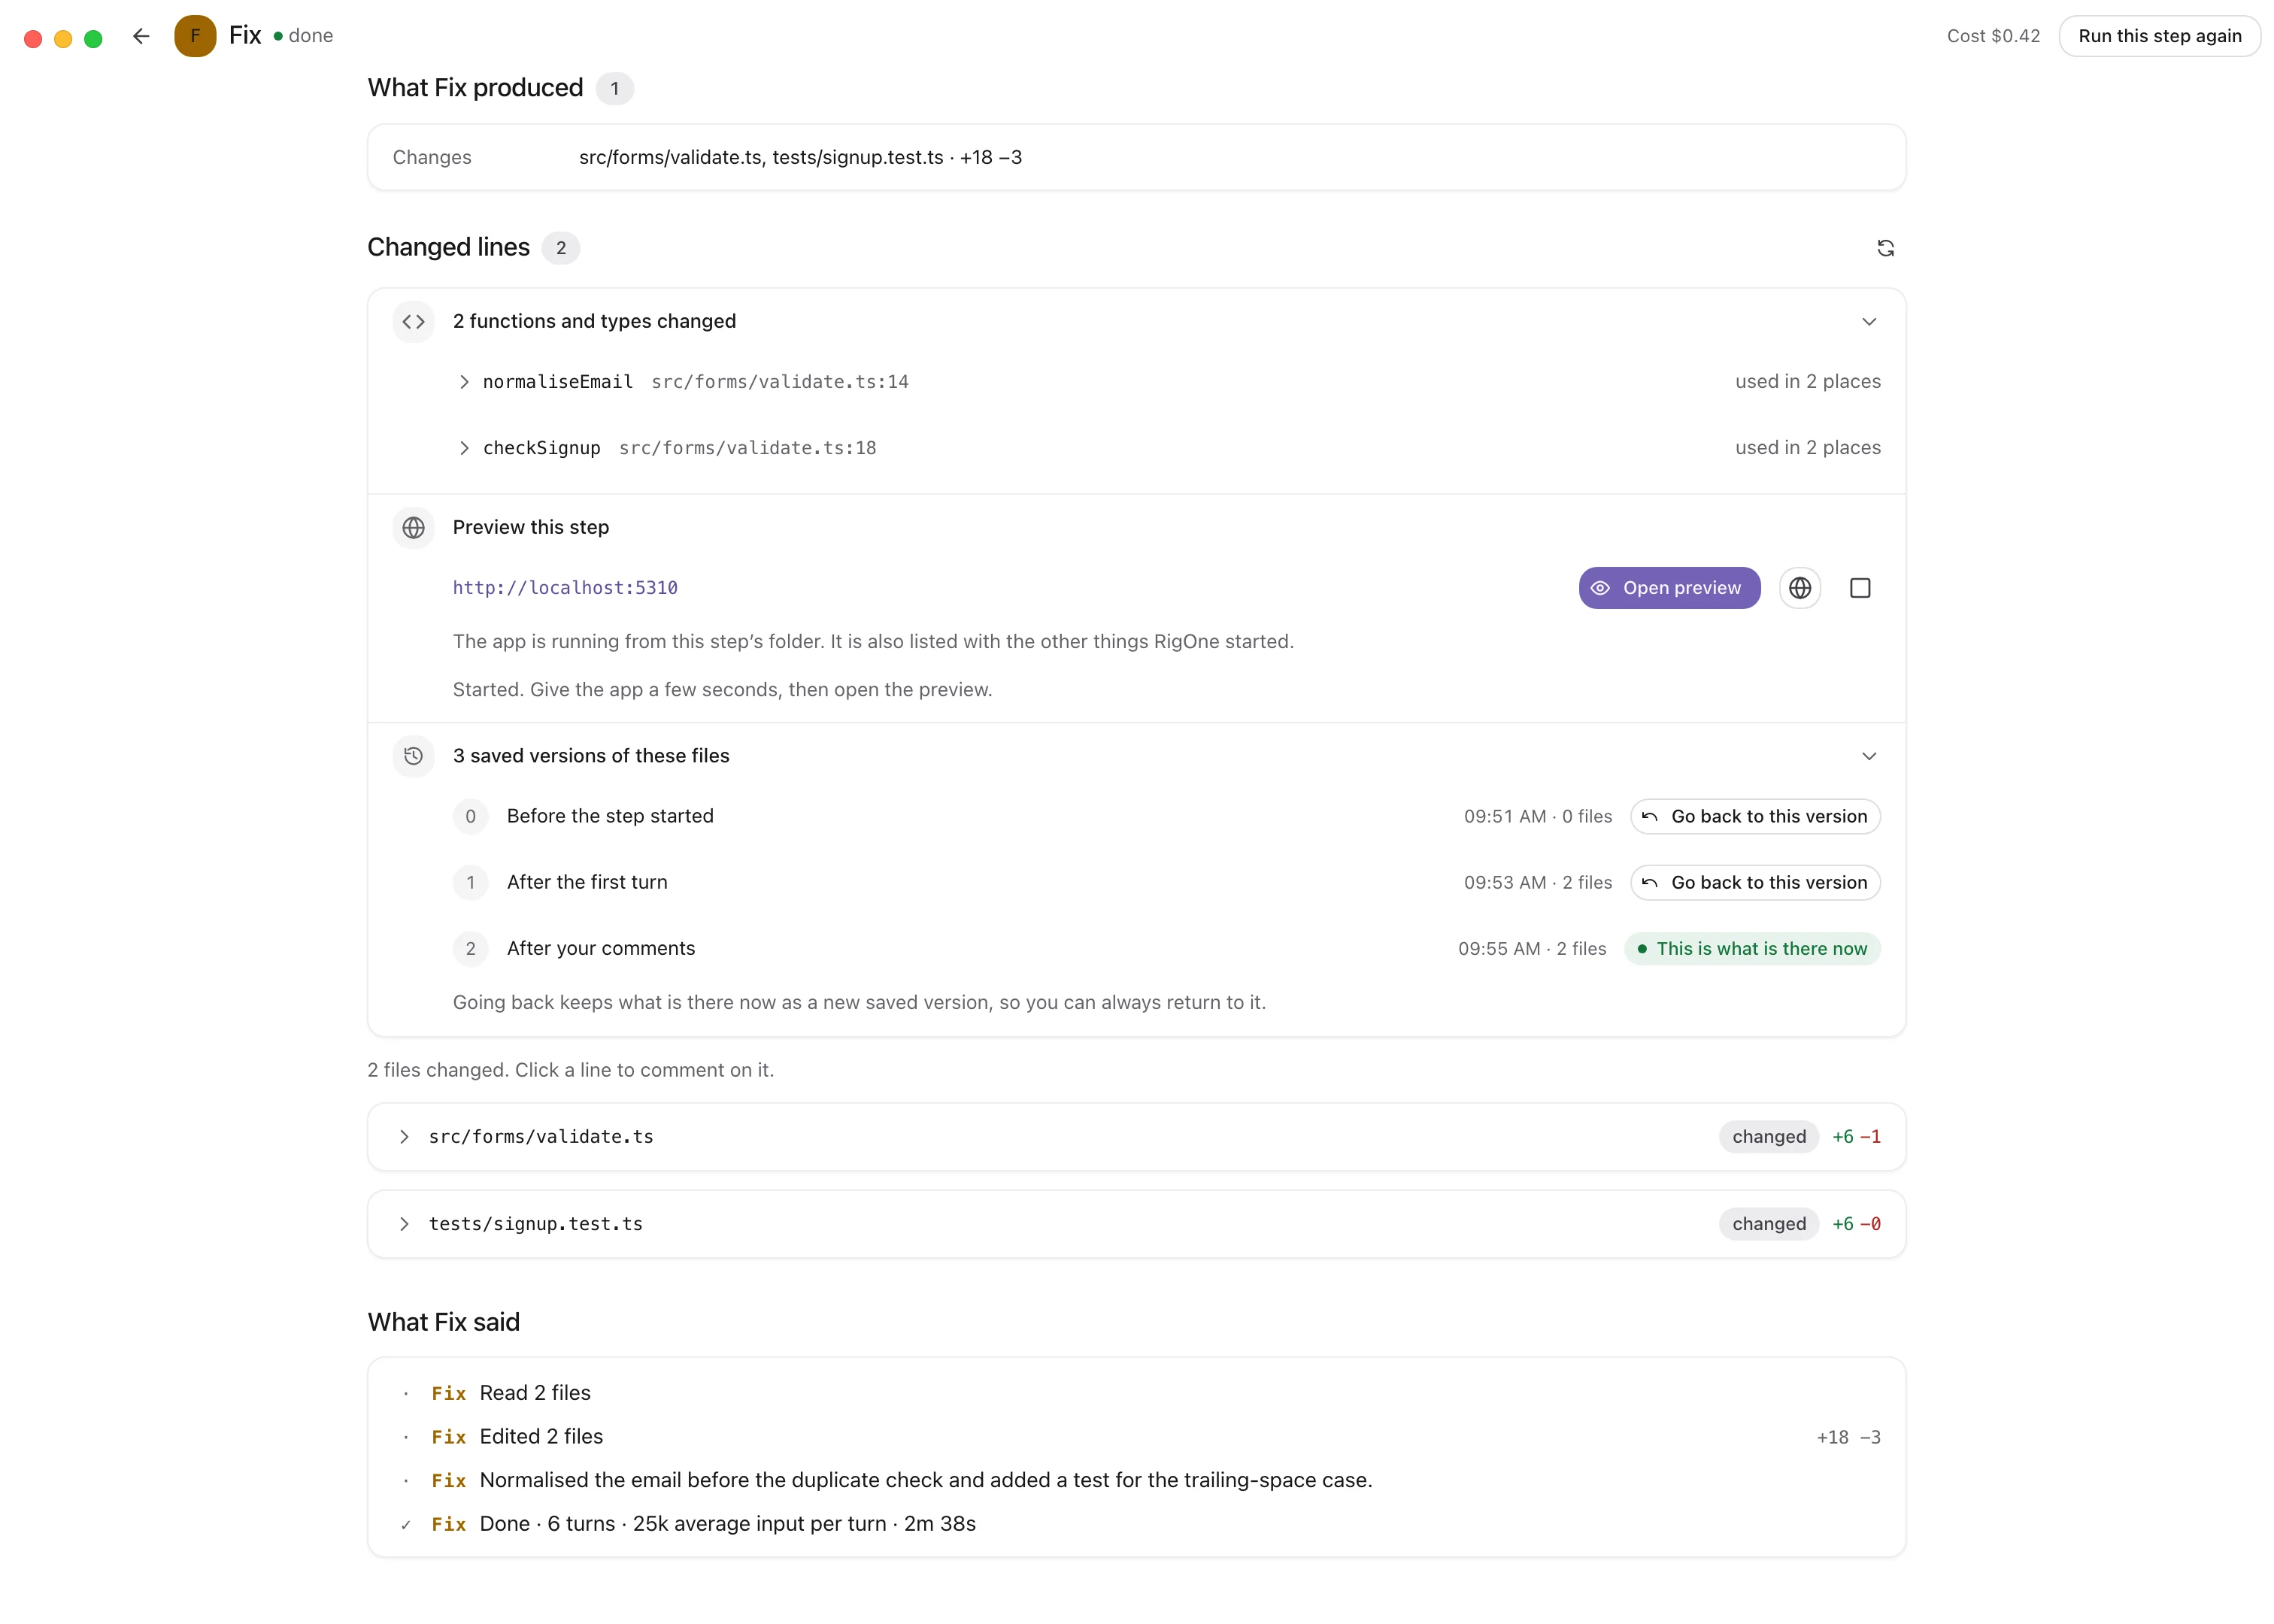 F Fix done Cost $0.42 Run this step again
What Fix produced 1
Changes src/forms/validate.ts, tests/signup.test.ts · +18 −3
Changed lines 2
2 functions and types changed
normaliseEmail src/forms/validate.ts:14 used in 2 places
checkSignup src/forms/validate.ts:18 used in 2 places
Preview this step
http://localhost:5310 Open preview
The app is running from this step’s folder. It is also listed with the other things RigOne started.
Started. Give the app a few seconds, then open the preview.
3 saved versions of these files
0 Before the step started 09:51 AM · 0 files Go back to this version
1 After the first turn 09:53 AM · 2 files Go back to this version
2 After your comments 09:55 AM · 2 files This is what is there now
Going back keeps what is there now as a new saved version, so you can always return to it.
2 files changed. Click a line to comment on it.
src/forms/validate.ts changed +6 −1
tests/signup.test.ts changed +6 −0
What Fix said
· Fix Read 2 files
· Fix Edited 2 files +18 −3
· Fix Normalised the email before the duplicate check and added a test for the trailing-space case.
✓ Fix Done · 6 turns · 25k average input per turn · 2m 38s